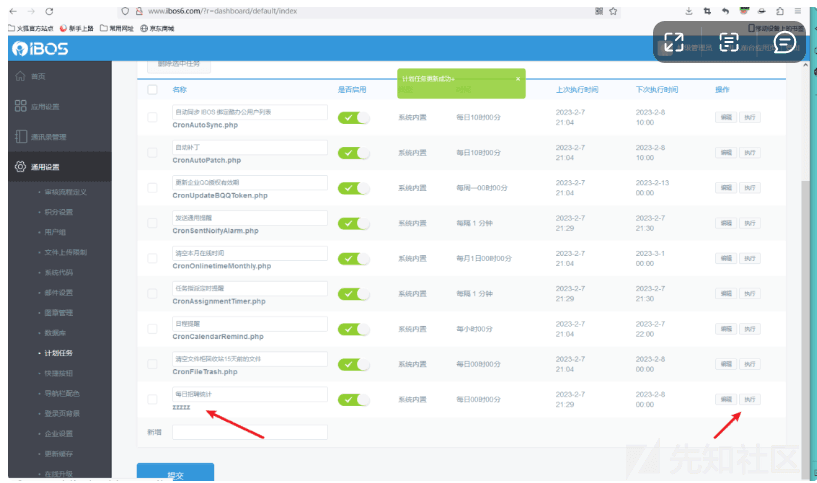 www.ibos6.com/?r=dashboard/default/index
火狐官方站点 新手上路 常用网址 京东商城
移动设备上的书签
iBOS
首页
应用设置
通讯录管理
通用设置
审核流程定义
积分设置
用户组
文件上传限制
系统代码
邮件设置
图章管理
数据库
计划任务
快捷按钮
导航栏配色
登录页背景
企业设置
更新缓存
在线升级
删除选中任务
计划任务更新成功 ×
名称 是否启用 上次执行时间 下次执行时间 操作
自动同步 IBOS 绑定酷办公用户列表
CronAutoSync.php
系统内置 每日10时00分 2023-2-7 21:04 2023-2-8 10:00 编辑 执行
自动补丁
CronAutoPatch.php
系统内置 每日10时00分 2023-2-7 21:04 2023-2-8 10:00 编辑 执行
更新企业QQ授权有效期
CronUpdateBQQToken.php
系统内置 每周一00时00分 2023-2-7 21:04 2023-2-13 00:00 编辑 执行
发送通用提醒
CronSentNoifyAlarm.php
系统内置 每隔 1 分钟 2023-2-7 21:29 2023-2-7 21:30 编辑 执行
清空本月在线时间
CronOnlinetimeMonthly.php
系统内置 每月1日00时00分 2023-2-7 21:04 2023-3-1 00:00 编辑 执行
任务指派定时提醒
CronAssignmentTimer.php
系统内置 每隔 1 分钟 2023-2-7 21:29 2023-2-7 21:30 编辑 执行
日程提醒
CronCalendarRemind.php
系统内置 每小时00分 2023-2-7 21:04 2023-2-7 22:00 编辑 执行
清空文件柜回收站15天前的文件
CronFileTrash.php
系统内置 每日00时00分 2023-2-7 21:04 2023-2-8 00:00 编辑 执行
每日招聘统计
zzzzz
系统内置 每日00时00分 2023-2-7 21:29 2023-2-8 00:00 编辑 执行
新增
提交
先知社区